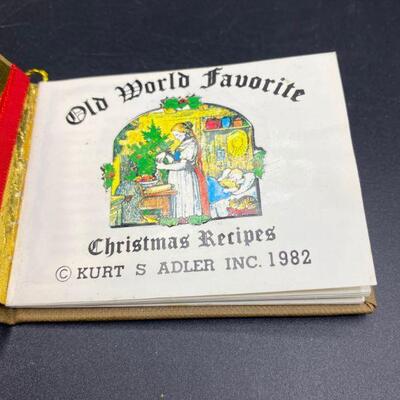 Old World Favorite
Christmas Recipes
© KURT S ADLER INC. 1982